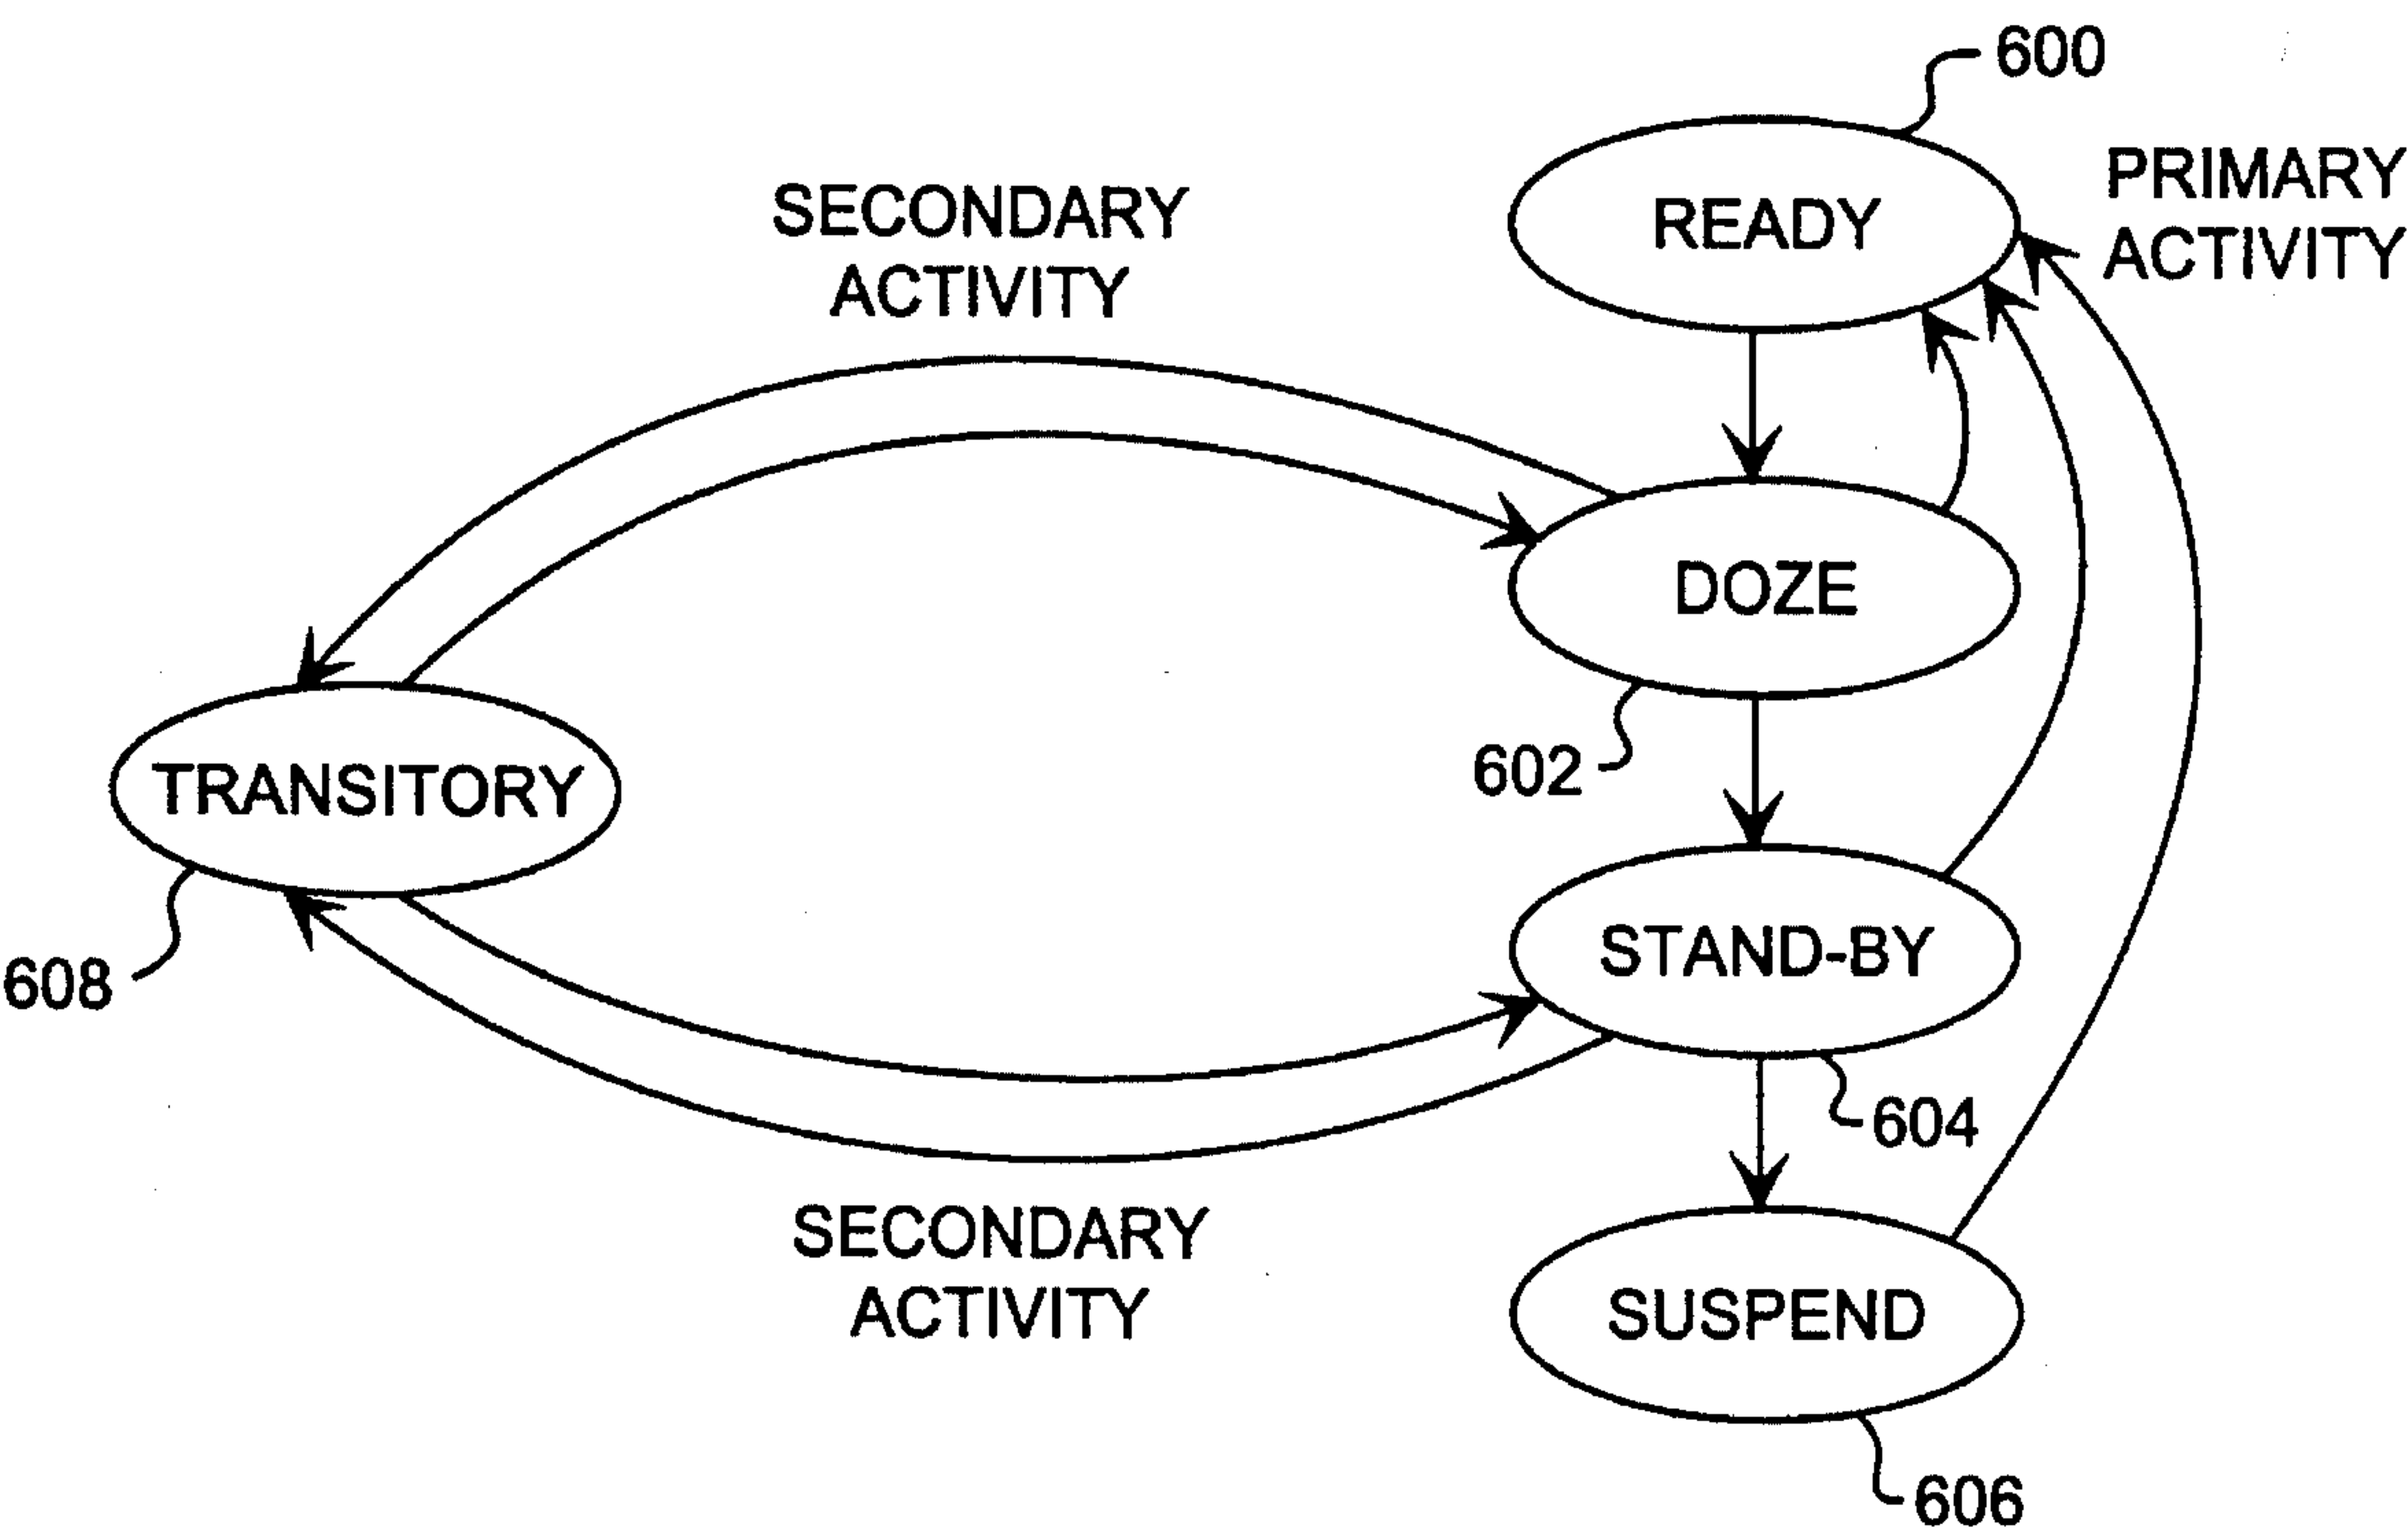 600
PRIMARY
ACTIVITY
READY
SECONDARY
ACTIVITY
DOZE
602
TRANSITORY
608
STAND-BY
604
SECONDARY
ACTIVITY
SUSPEND
606